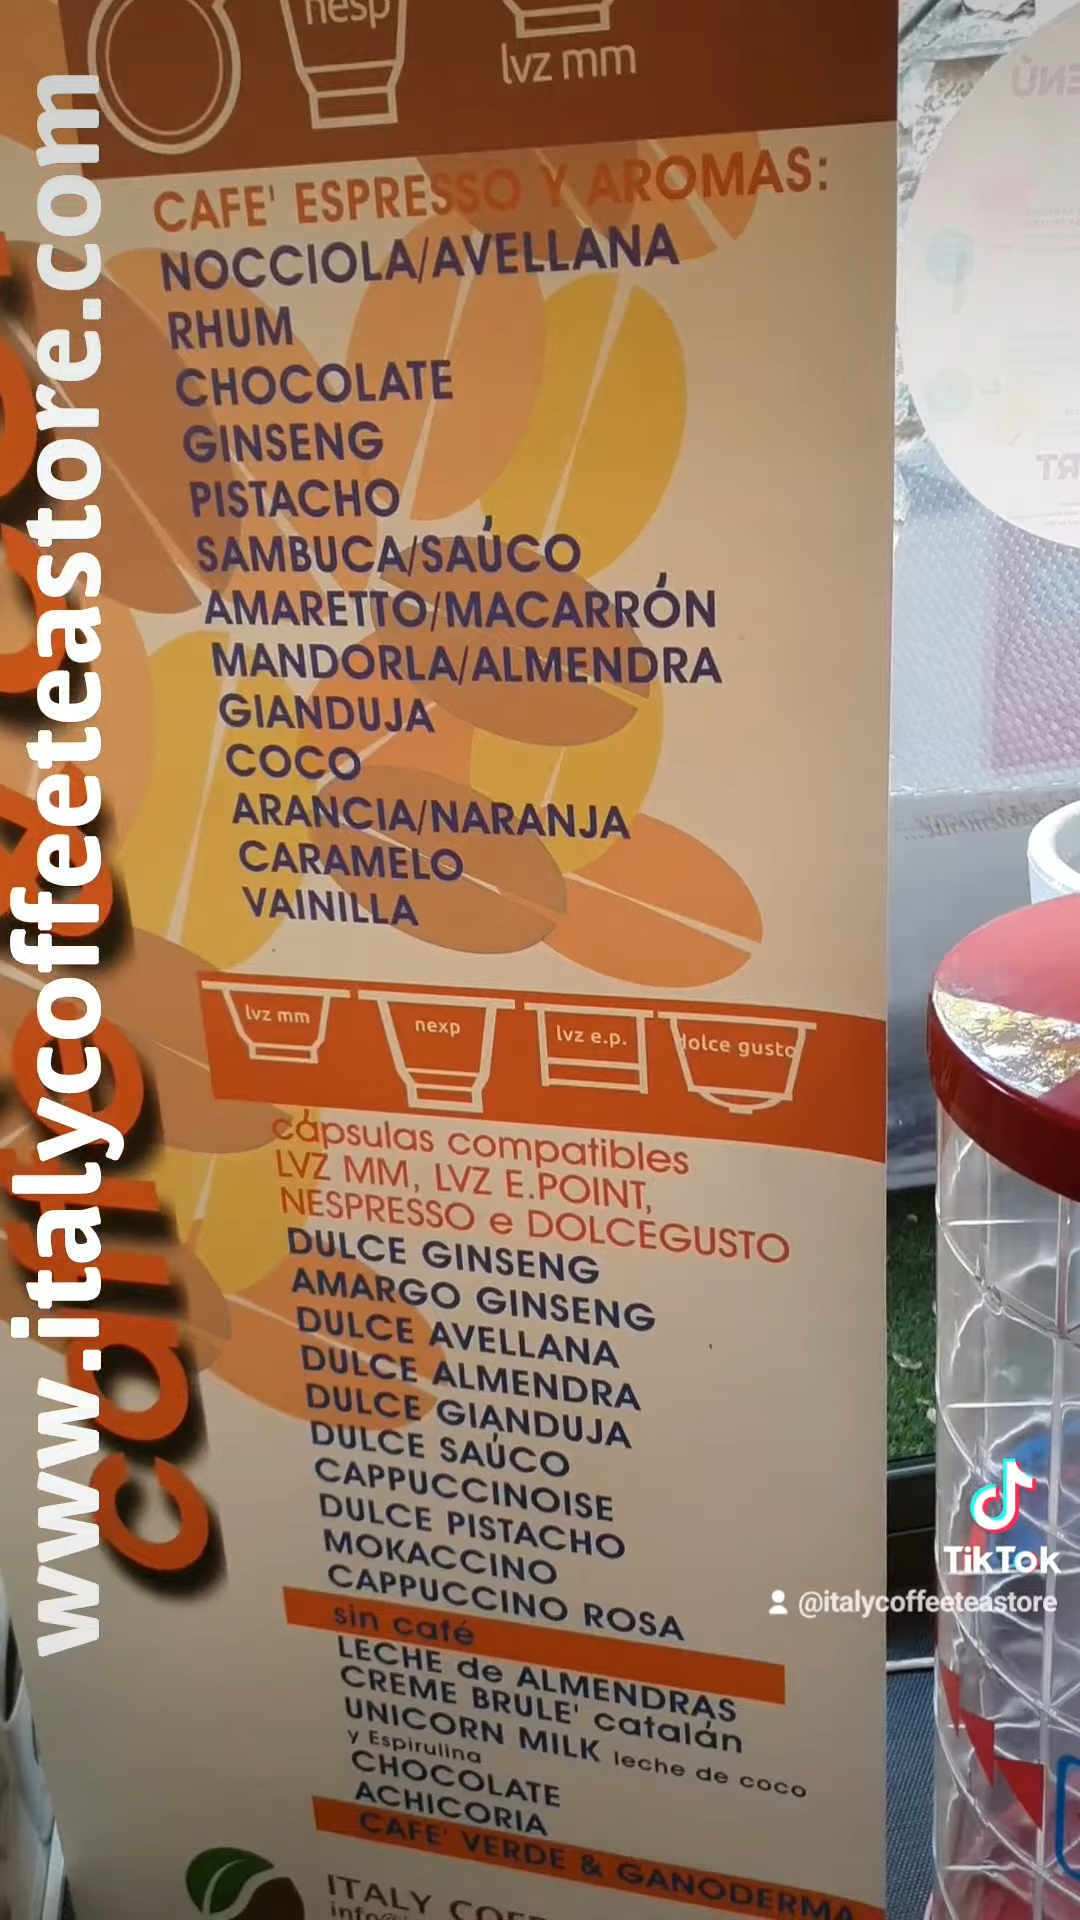 nesp
lvz mm
CAFE' ESPRESSO Y AROMAS:
NOCCIOLA/AVELLANA
RHUM
CHOCOLATE
GINSENG
PISTACHO
SAMBUCA/SAÚCO
AMARETTO/MACARRÓN
MANDORLA/ALMENDRA
GIANDUJA
COCO
ARANCIA/NARANJA
CARAMELO
VAINILLA
lvz mm
nexp
lvz e.p.
dolce gusto
cápsulas compatibles
LVZ MM, LVZ E.POINT,
NESPRESSO e DOLCEGUSTO
DULCE GINSENG
AMARGO GINSENG
DULCE AVELLANA
DULCE ALMENDRA
DULCE GIANDUJA
DULCE SAÚCO
CAPPUCCINOISE
DULCE PISTACHO
MOKACCINO
CAPPUCCINO ROSA
sin café
LECHE de ALMENDRAS
CREME BRULE' catalán
UNICORN MILK leche de coco
y Espirulina
CHOCOLATE
ACHICORIA
CAFE' VERDE & GANODERMA
ITALY
www.italycoffeeteastore.com
TikTok
@italycoffeeteastore